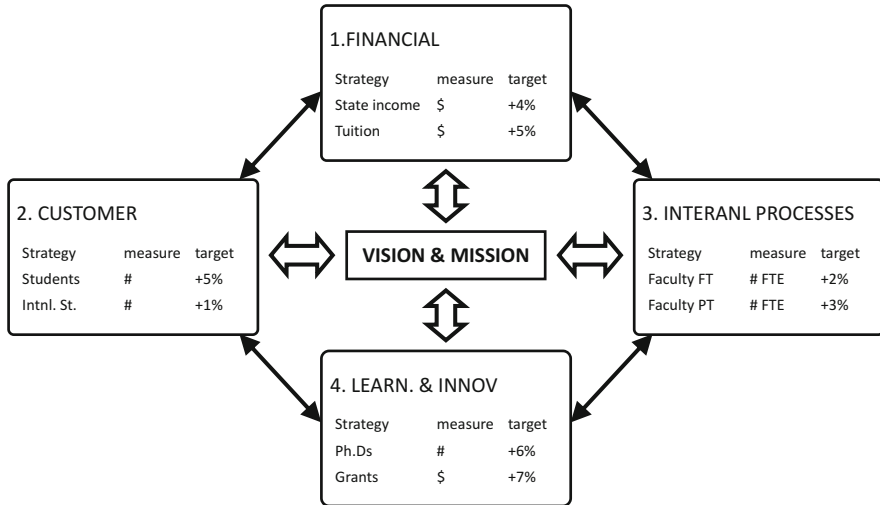 1.FINANCIAL
Strategy measure target
State income $ +4%
Tuition $ +5%
2. CUSTOMER
Strategy measure target
Students # +5%
Intnl. St. # +1%
VISION & MISSION
3. INTERANL PROCESSES
Strategy measure target
Faculty FT # FTE +2%
Faculty PT # FTE +3%
4. LEARN. & INNOV
Strategy measure target
Ph.Ds # +6%
Grants $ +7%